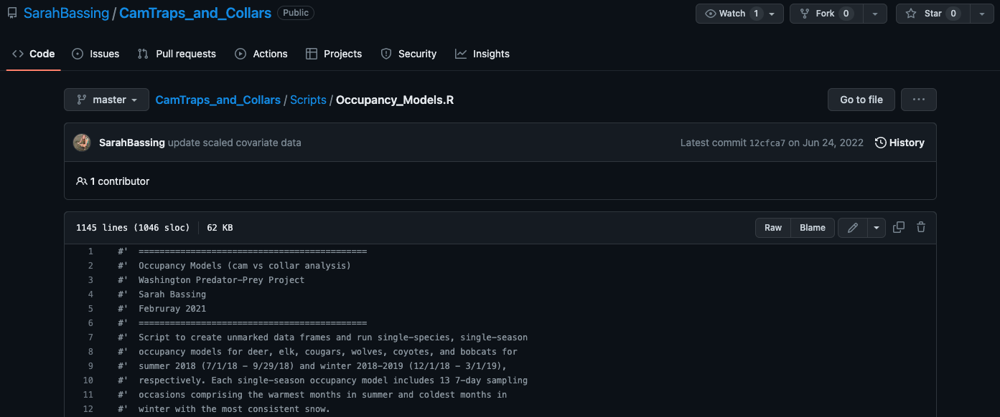 SarahBassing / CamTraps_and_Collars Public Watch 1 Fork 0 Star 0
Code Issues Pull requests Actions Projects Security Insights
master CamTraps_and_Collars / Scripts / Occupancy_Models.R Go to file ...
SarahBassing update scaled covariate data Latest commit 12cfca7 on Jun 24, 2022 History
1 contributor
1145 lines (1046 sloc) 62 KB Raw Blame
1 #' ============================================
2 #' Occupancy Models (cam vs collar analysis)
3 #' Washington Predator-Prey Project
4 #' Sarah Bassing
5 #' Februray 2021
6 #' ============================================
7 #' Script to create unmarked data frames and run single-species, single-season
8 #' occupancy models for deer, elk, cougars, wolves, coyotes, and bobcats for
9 #' summer 2018 (7/1/18 - 9/29/18) and winter 2018-2019 (12/1/18 - 3/1/19),
10 #' respectively. Each single-season occupancy model includes 13 7-day sampling
11 #' occasions comprising the warmest months in summer and coldest months in
12 #' winter with the most consistent snow.